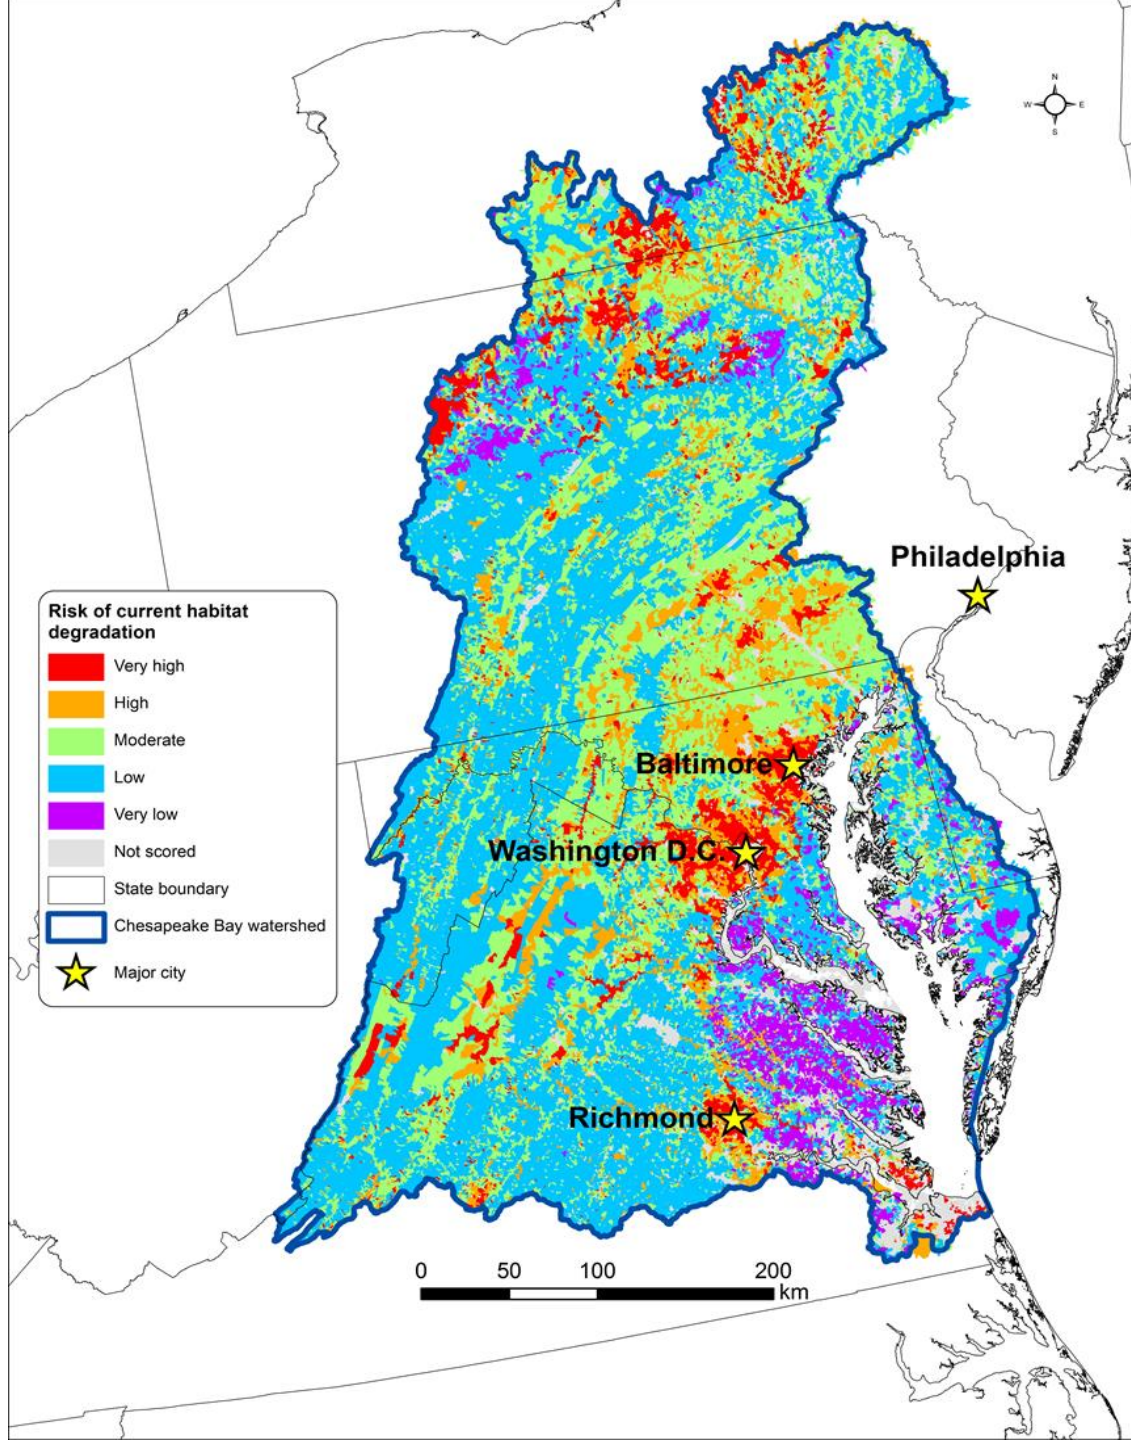 N
W
E
S
Philadelphia
Risk of current habitat
degradation
Very high
High
Moderate
Low
Very low
Not scored
State boundary
Chesapeake Bay watershed
Major city
Baltimore
Washington D.C.
Richmond
0 50 100 200
km